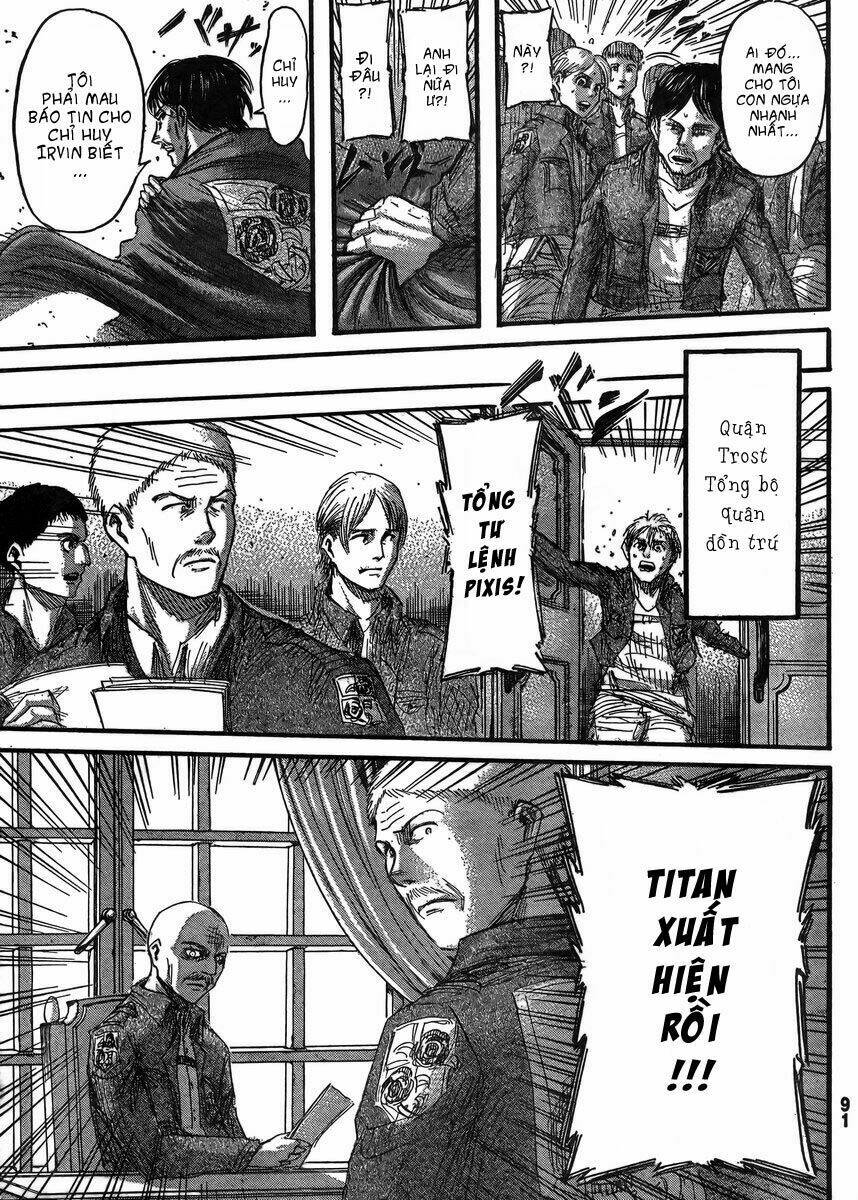 AI ĐÓ...
MANG
CHO TÔI
CON NGỰA
NHANH
NHẤT...
NÀY
?!
ANH
LẠI ĐI
NỮA
Ư?!
ĐI
ĐÂU
?!
CHỈ
HUY
...
TÔI
PHẢI MAU
BÁO TIN CHO
CHỈ HUY
IRVIN BIẾT
...
Quận
Trost
Tổng bộ
quân
đồn trú
TỔNG
TƯ
LỆNH
PIXIS!
TITAN
XUẤT
HIỆN
RỒI
!!!
91